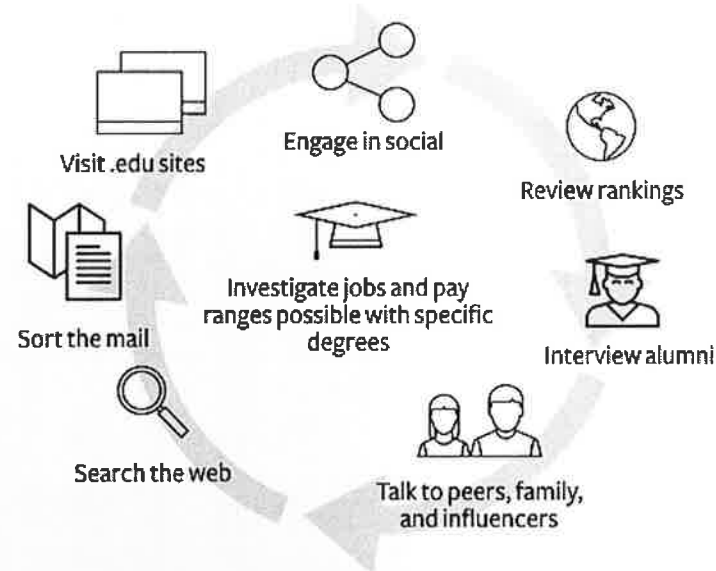 Engage in social
Visit .edu sites
Review rankings
Investigate jobs and pay
ranges possible with specific
degrees
Sort the mail
Interview alumni
Search the web
Talk to peers, family,
and influencers